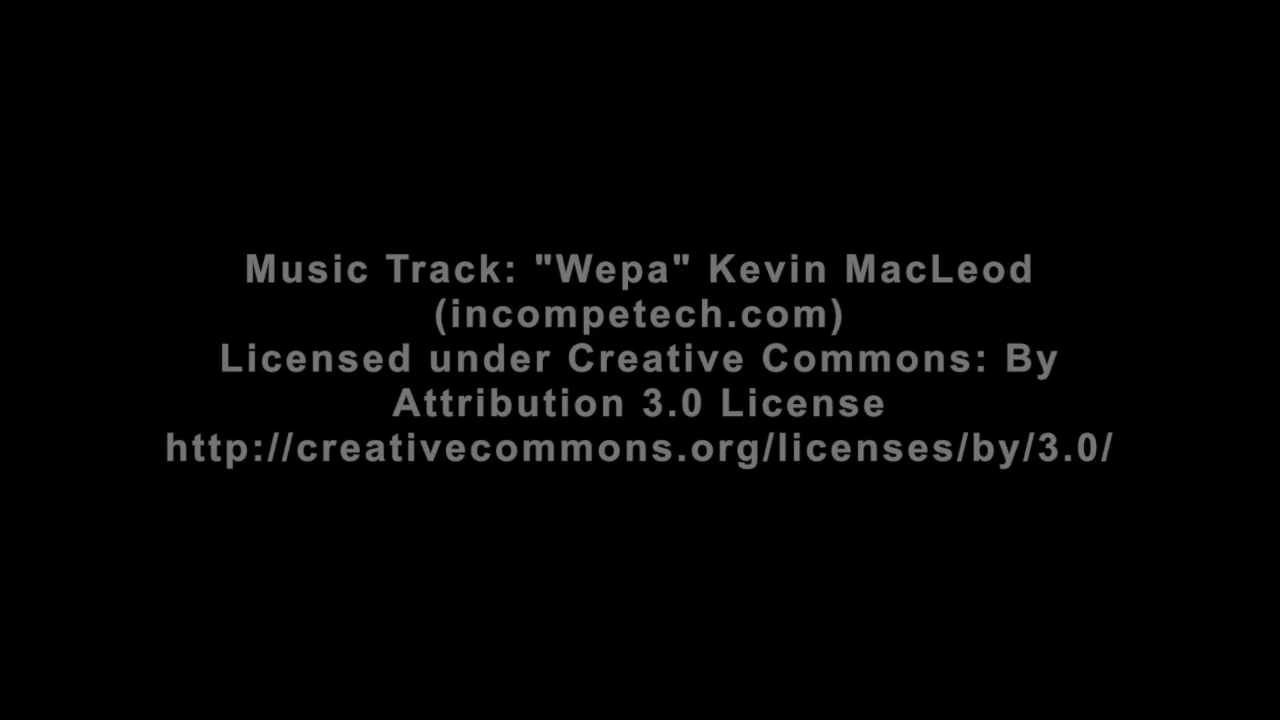 Music Track: "Wepa" Kevin MacLeod
(incompetech.com)
Licensed under Creative Commons: By
Attribution 3.0 License
http://creativecommons.org/licenses/by/3.0/